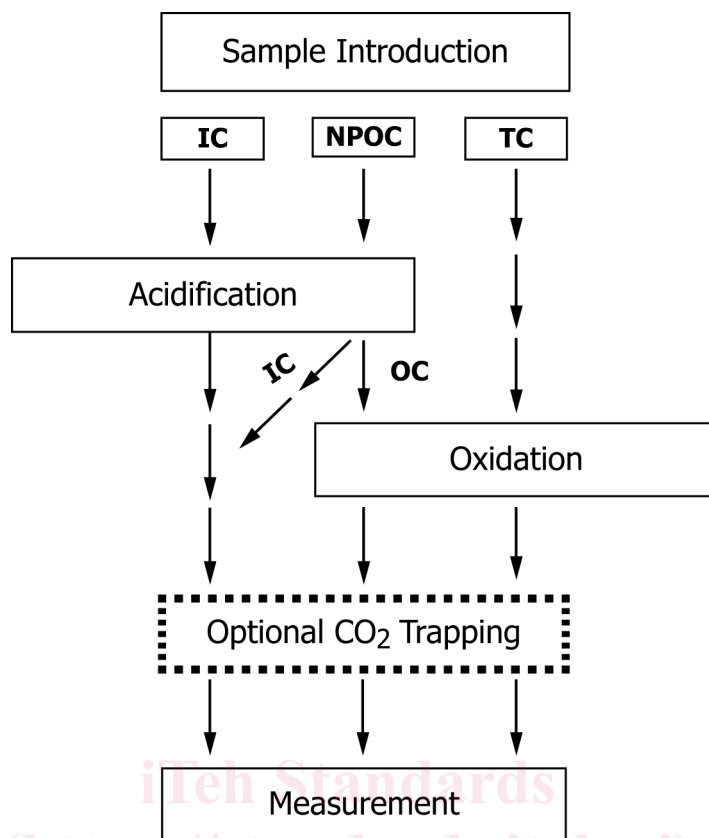 Sample Introduction
IC NPOC TC
Acidification
IC OC
Oxidation
Optional CO₂ Trapping
iTeh Standards
Measurement